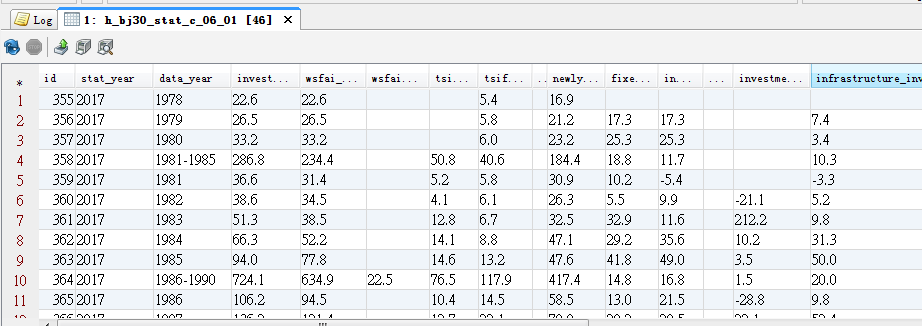 Log 1: h_bj30_stat_c_06_01 [46]
* id stat_year data_year invest... wsfai_... wsfai... tsi... tsif... .. newly... fixe... in... ... investme... infrastructure_inv
1 355 2017 1978 22.6 22.6 5.4 16.9
2 356 2017 1979 26.5 26.5 5.8 21.2 17.3 17.3 7.4
3 357 2017 1980 33.2 33.2 6.0 23.2 25.3 25.3 3.4
4 358 2017 1981-1985 286.8 234.4 50.8 40.6 184.4 18.8 11.7 10.3
5 359 2017 1981 36.6 31.4 5.2 5.8 30.9 10.2 -5.4 -3.3
6 360 2017 1982 38.6 34.5 4.1 6.1 26.3 5.5 9.9 -21.1 5.2
7 361 2017 1983 51.3 38.5 12.8 6.7 32.5 32.9 11.6 212.2 9.8
8 362 2017 1984 66.3 52.2 14.1 8.8 47.1 29.2 35.6 10.2 31.3
9 363 2017 1985 94.0 77.8 14.6 13.2 47.6 41.8 49.0 3.5 50.0
10 364 2017 1986-1990 724.1 634.9 22.5 76.5 117.9 417.4 14.8 16.8 1.5 20.0
11 365 2017 1986 106.2 94.5 10.4 14.5 58.5 13.0 21.5 -28.8 9.8